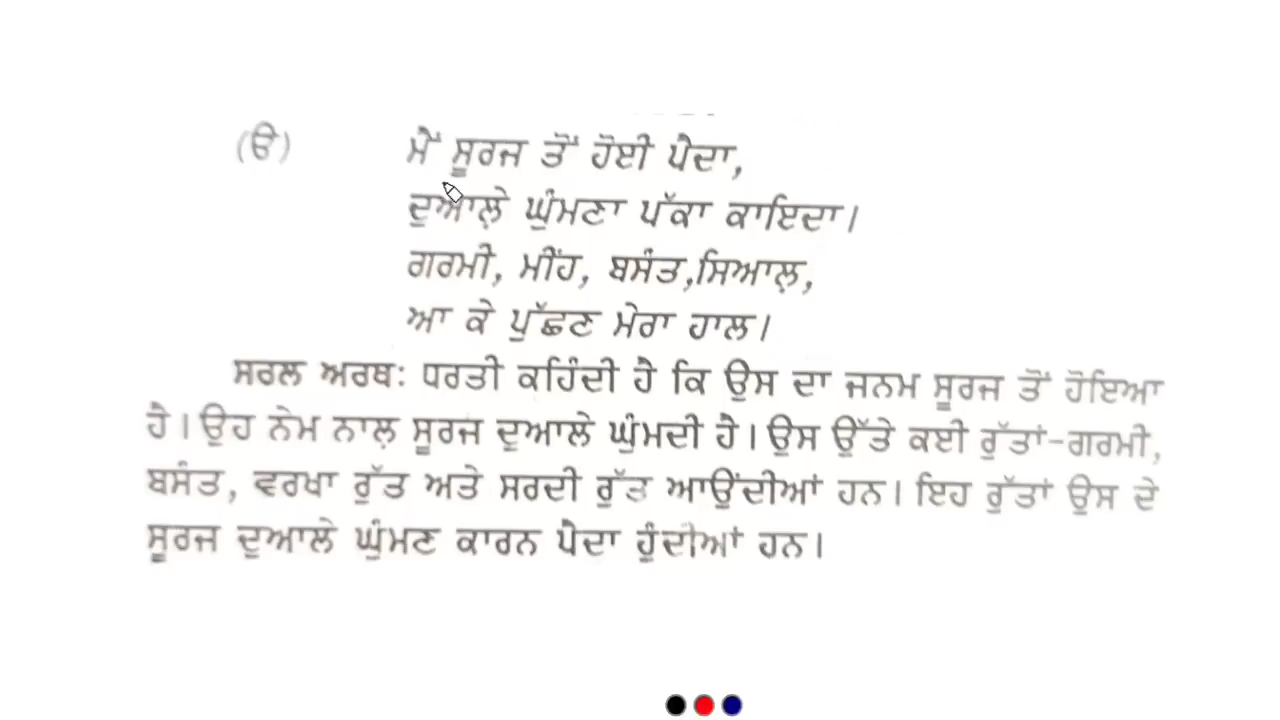 (ੳ) ਮੈਂ ਸੂਰਜ ਤੋਂ ਹੋਈ ਪੈਦਾ,
ਦੁਆਲੇ ਘੁੰਮਣਾ ਪੱਕਾ ਕਾਇਦਾ।
ਗਰਮੀ, ਮੀਂਹ, ਬਸੰਤ,ਸਿਆਲ਼,
ਆ ਕੇ ਪੁੱਛਣ ਮੇਰਾ ਹਾਲ।
ਸਰਲ ਅਰਥ: ਧਰਤੀ ਕਹਿੰਦੀ ਹੈ ਕਿ ਉਸ ਦਾ ਜਨਮ ਸੂਰਜ ਤੋਂ ਹੋਇਆ
ਹੈ। ਉਹ ਨੇਮ ਨਾਲ਼ ਸੂਰਜ ਦੁਆਲੇ ਘੁੰਮਦੀ ਹੈ। ਉਸ ਉੱਤੇ ਕਈ ਰੁੱਤਾਂ-ਗਰਮੀ,
ਬਸੰਤ, ਵਰਖਾ ਰੁੱਤ ਅਤੇ ਸਰਦੀ ਰੁੱਤ ਆਉਂਦੀਆਂ ਹਨ। ਇਹ ਰੁੱਤਾਂ ਉਸ ਦੇ
ਸੂਰਜ ਦੁਆਲੇ ਘੁੰਮਣ ਕਾਰਨ ਪੈਦਾ ਹੁੰਦੀਆਂ ਹਨ।